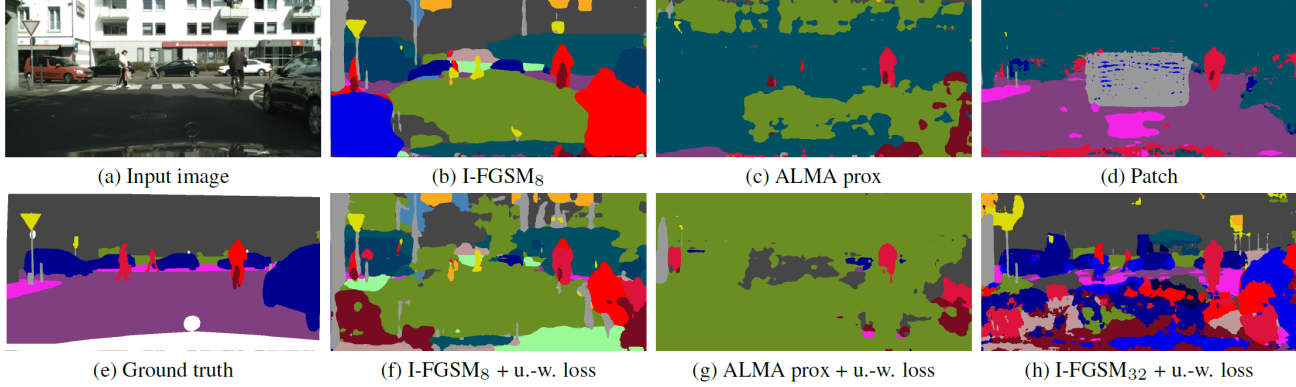 (a) Input image
(b) I-FGSM₈
(c) ALMA prox
(d) Patch
(e) Ground truth
(f) I-FGSM₈ + u.-w. loss
(g) ALMA prox + u.-w. loss
(h) I-FGSM₃₂ + u.-w. loss